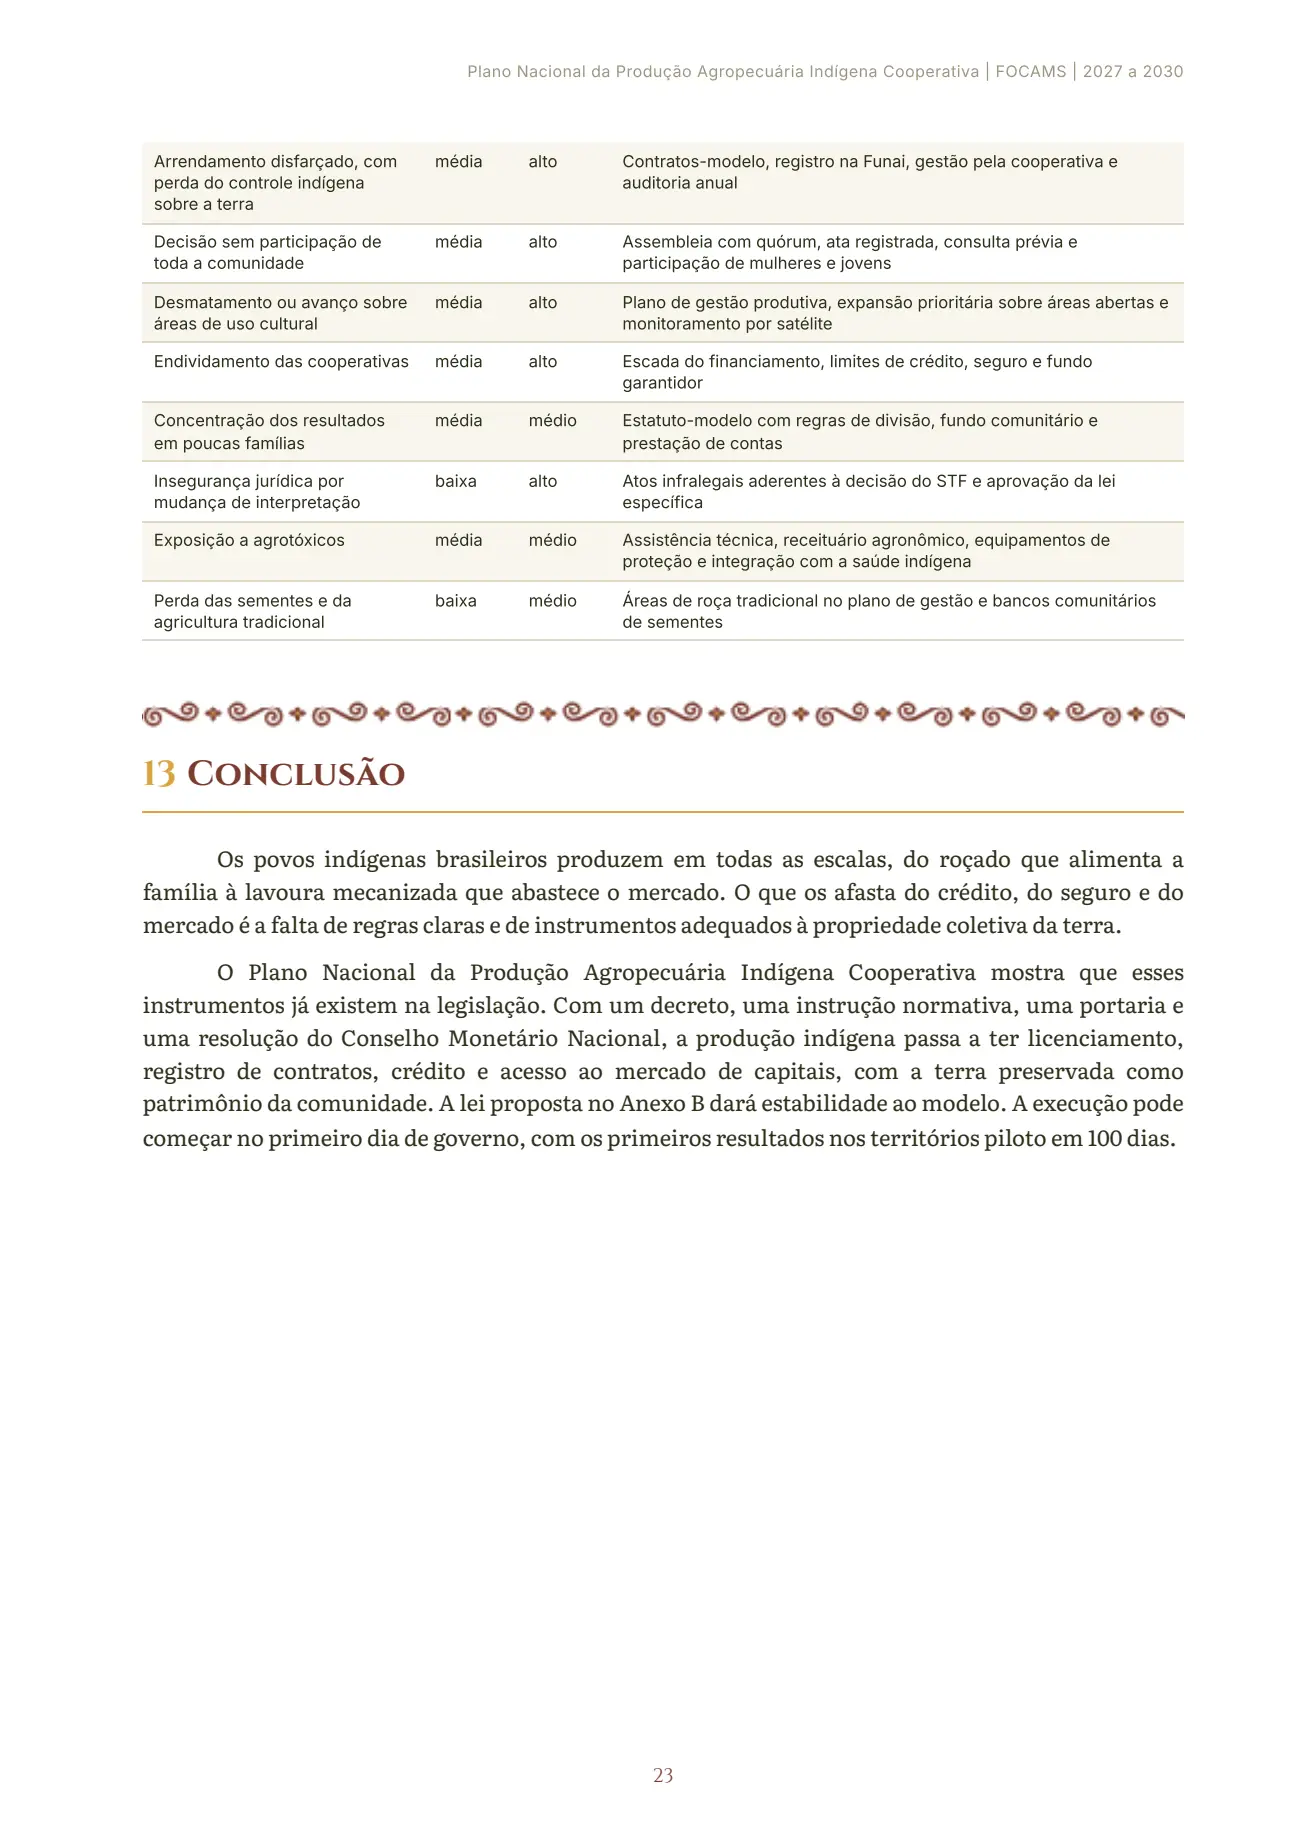 Plano Nacional da Produção Agropecuária Indígena Cooperativa | FOCAMS | 2027 a 2030
Arrendamento disfarçado, com média alto Contratos-modelo, registro na Funai, gestão pela cooperativa e
perda do controle indígena auditoria anual
sobre a terra
Decisão sem participação de média alto Assembleia com quórum, ata registrada, consulta prévia e
toda a comunidade participação de mulheres e jovens
Desmatamento ou avanço sobre média alto Plano de gestão produtiva, expansão prioritária sobre áreas abertas e
áreas de uso cultural monitoramento por satélite
Endividamento das cooperativas média alto Escada do financiamento, limites de crédito, seguro e fundo
garantidor
Concentração dos resultados média médio Estatuto-modelo com regras de divisão, fundo comunitário e
em poucas famílias prestação de contas
Insegurança jurídica por baixa alto Atos infralegais aderentes à decisão do STF e aprovação da lei
mudança de interpretação específica
Exposição a agrotóxicos média médio Assistência técnica, receituário agronômico, equipamentos de
proteção e integração com a saúde indígena
Perda das sementes e da baixa médio Áreas de roça tradicional no plano de gestão e bancos comunitários
agricultura tradicional de sementes
13 Conclusão
Os povos indígenas brasileiros produzem em todas as escalas, do roçado que alimenta a
família à lavoura mecanizada que abastece o mercado. O que os afasta do crédito, do seguro e do
mercado é a falta de regras claras e de instrumentos adequados à propriedade coletiva da terra.
O Plano Nacional da Produção Agropecuária Indígena Cooperativa mostra que esses
instrumentos já existem na legislação. Com um decreto, uma instrução normativa, uma portaria e
uma resolução do Conselho Monetário Nacional, a produção indígena passa a ter licenciamento,
registro de contratos, crédito e acesso ao mercado de capitais, com a terra preservada como
patrimônio da comunidade. A lei proposta no Anexo B dará estabilidade ao modelo. A execução pode
começar no primeiro dia de governo, com os primeiros resultados nos territórios piloto em 100 dias.
23